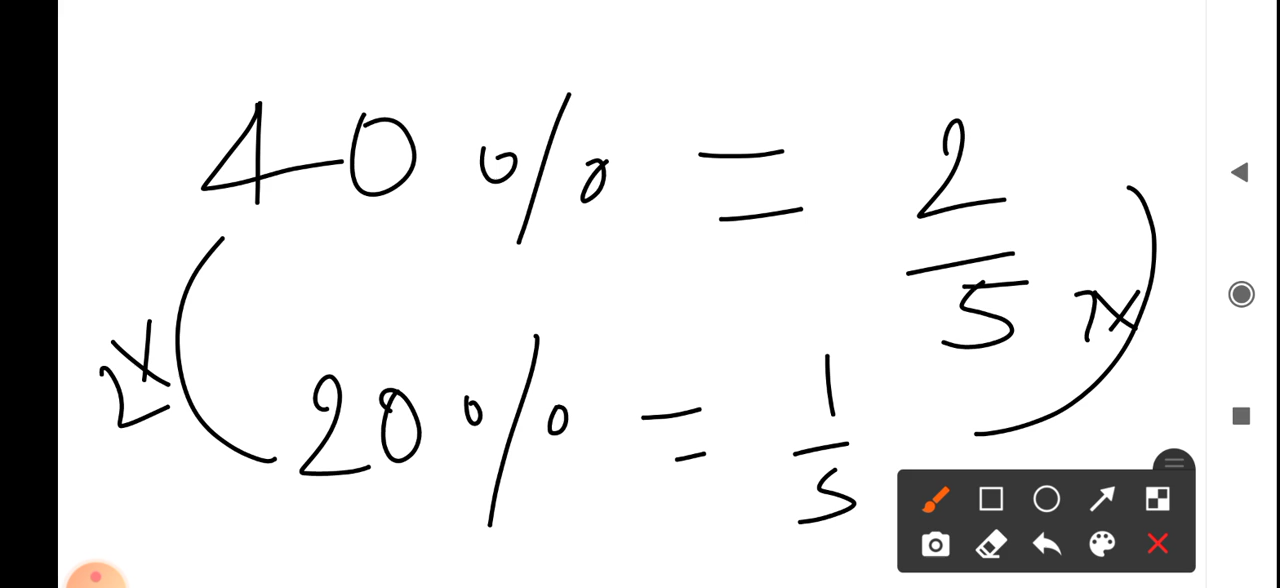 40% = 2/5
2x
x
20% = 1/5